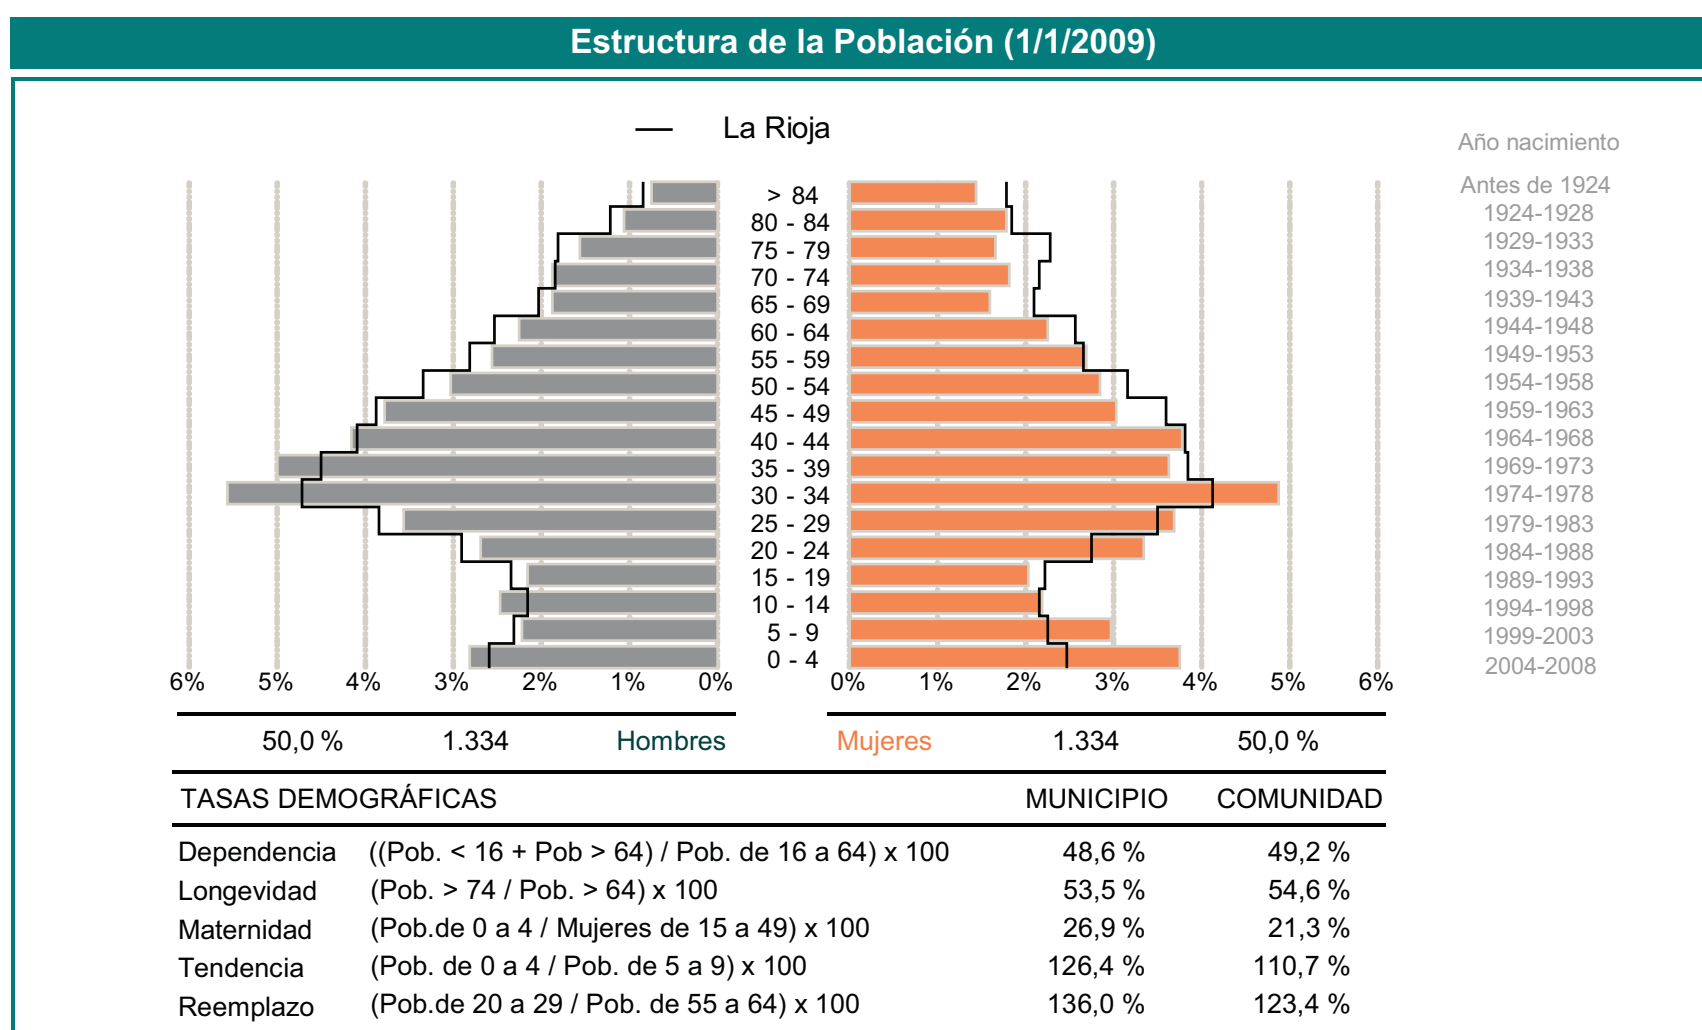 Estructura de la Población (1/1/2009)
La Rioja
Año nacimiento
> 84 Antes de 1924
80 - 84 1924-1928
75 - 79 1929-1933
70 - 74 1934-1938
65 - 69 1939-1943
60 - 64 1944-1948
55 - 59 1949-1953
50 - 54 1954-1958
45 - 49 1959-1963
40 - 44 1964-1968
35 - 39 1969-1973
30 - 34 1974-1978
25 - 29 1979-1983
20 - 24 1984-1988
15 - 19 1989-1993
10 - 14 1994-1998
5 - 9 1999-2003
0 - 4 2004-2008
6% 5% 4% 3% 2% 1% 0% 0% 1% 2% 3% 4% 5% 6%
50,0 % 1.334 Hombres Mujeres 1.334 50,0 %
TASAS DEMOGRÁFICAS MUNICIPIO COMUNIDAD
Dependencia ((Pob. < 16 + Pob > 64) / Pob. de 16 a 64) x 100 48,6 % 49,2 %
Longevidad (Pob. > 74 / Pob. > 64) x 100 53,5 % 54,6 %
Maternidad (Pob.de 0 a 4 / Mujeres de 15 a 49) x 100 26,9 % 21,3 %
Tendencia (Pob. de 0 a 4 / Pob. de 5 a 9) x 100 126,4 % 110,7 %
Reemplazo (Pob.de 20 a 29 / Pob. de 55 a 64) x 100 136,0 % 123,4 %